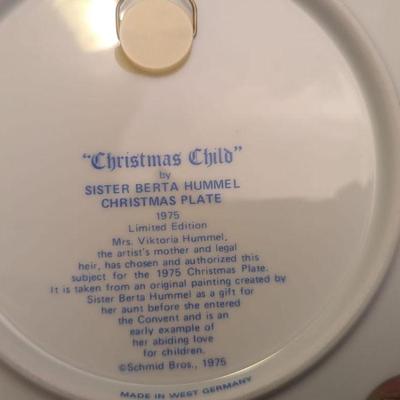 "Christmas Child"
by
SISTER BERTA HUMMEL
CHRISTMAS PLATE
1975
Limited Edition
Mrs. Viktoria Hummel,
the artist's mother and legal
heir, has chosen and authorized this
subject for the 1975 Christmas Plate.
It is taken from an original painting created by
Sister Berta Hummel as a gift for
her aunt before she entered
the Convent and is an
early example of
her abiding love
for children.
©Schmid Bros., 1975
MADE IN WEST GERMANY